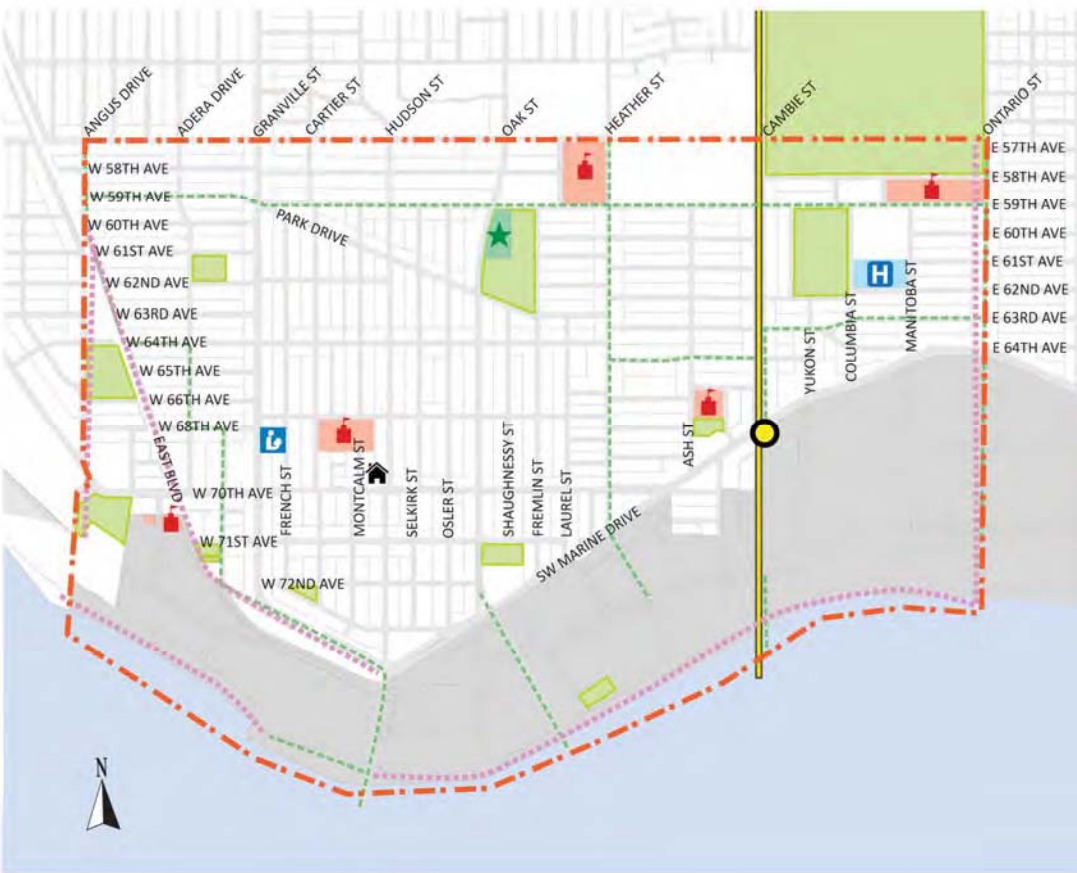 ANGUS DRIVE
ADERA DRIVE
GRANVILLE ST
CARTIER ST
HUDSON ST
OAK ST
HEATHER ST
CAMBIE ST
ONTARIO ST
W 58TH AVE
W 59TH AVE
W 60TH AVE
W 61ST AVE
W 62ND AVE
W 63RD AVE
W 64TH AVE
W 65TH AVE
W 66TH AVE
W 68TH AVE
W 70TH AVE
W 71ST AVE
W 72ND AVE
E 57TH AVE
E 58TH AVE
E 59TH AVE
E 60TH AVE
E 61ST AVE
E 62ND AVE
E 63RD AVE
E 64TH AVE
PARK DRIVE
H
EAST BLVD
FRENCH ST
MONTCALM ST
SELKIRK ST
OSLER ST
SHAUGHNESSY ST
FREMLIN ST
LAUREL ST
ASH ST
YUKON ST
COLUMBIA ST
MANITOBA ST
SW MARINE DRIVE
N